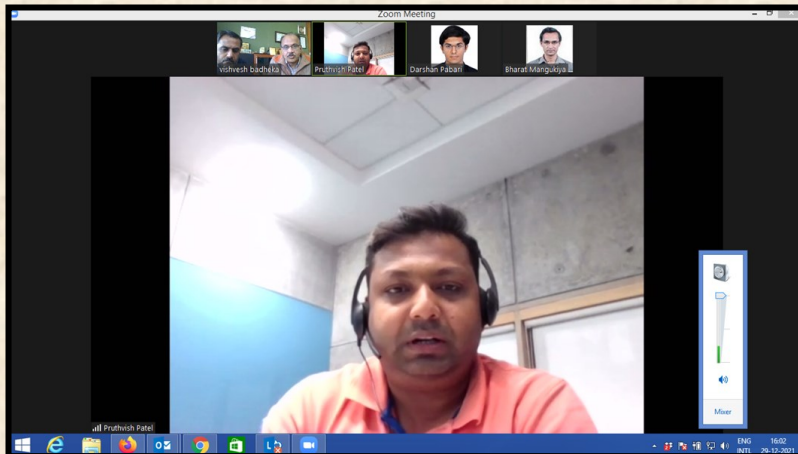 Zoom Meeting
vishvesh badheka
Pruthvish Patel
Darshan Pabari
Bharat Mangukiya
Pruthvish Patel
Mixer
ENG
INTL
16:02
29-12-2021